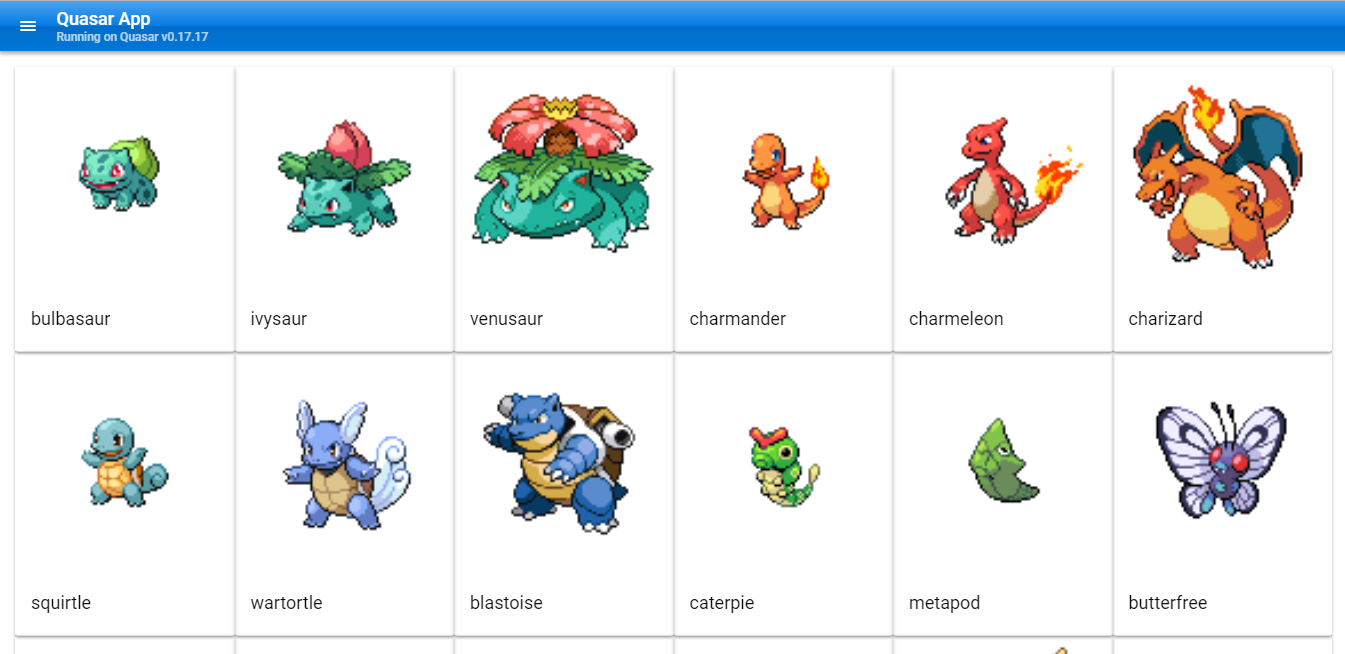 Quasar App
Running on Quasar v0.17.17
bulbasaur
ivysaur
venusaur
charmander
charmeleon
charizard
squirtle
wartortle
blastoise
caterpie
metapod
butterfree